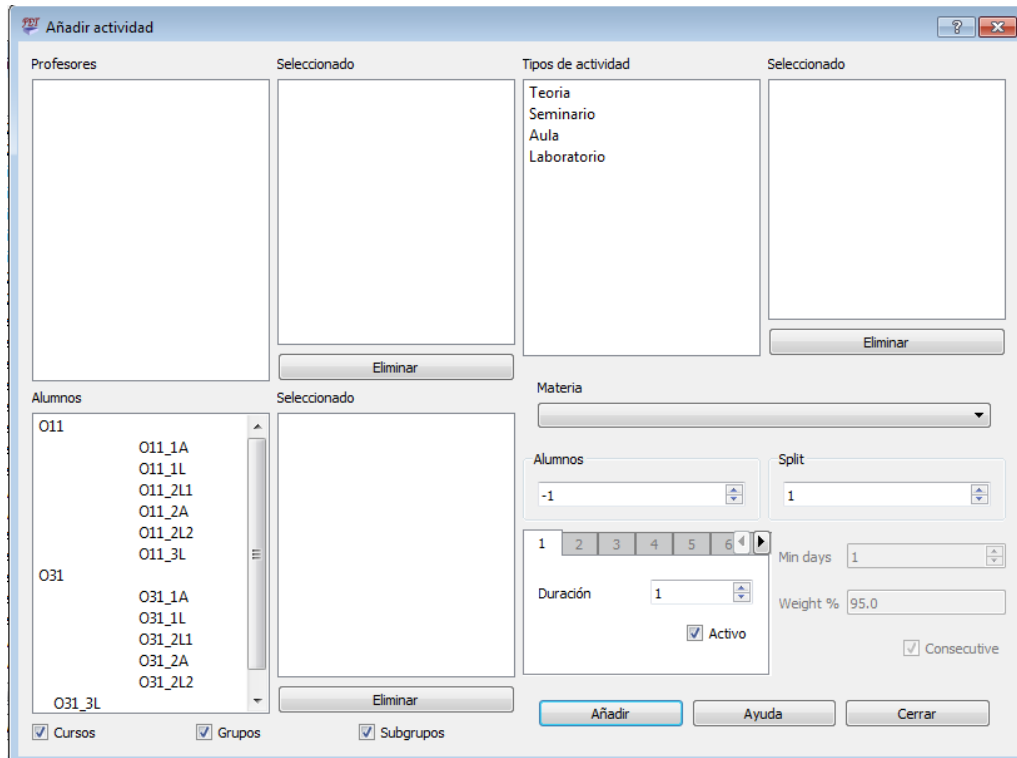 Añadir actividad
Profesores
Seleccionado
Tipos de actividad
Seleccionado
Teoria
Seminario
Aula
Laboratorio
Eliminar
Eliminar
Alumnos
Seleccionado
Materia
O11
O11_1A
O11_1L
O11_2L1
O11_2A
O11_2L2
O11_3L
O31
O31_1A
O31_1L
O31_2L1
O31_2A
O31_2L2
O31_3L
Eliminar
Cursos
Grupos
Subgrupos
Alumnos
-1
Split
1
1 2 3 4 5 6
Duración 1
Activo
Min days 1
Weight % 95.0
Consecutive
Añadir
Ayuda
Cerrar